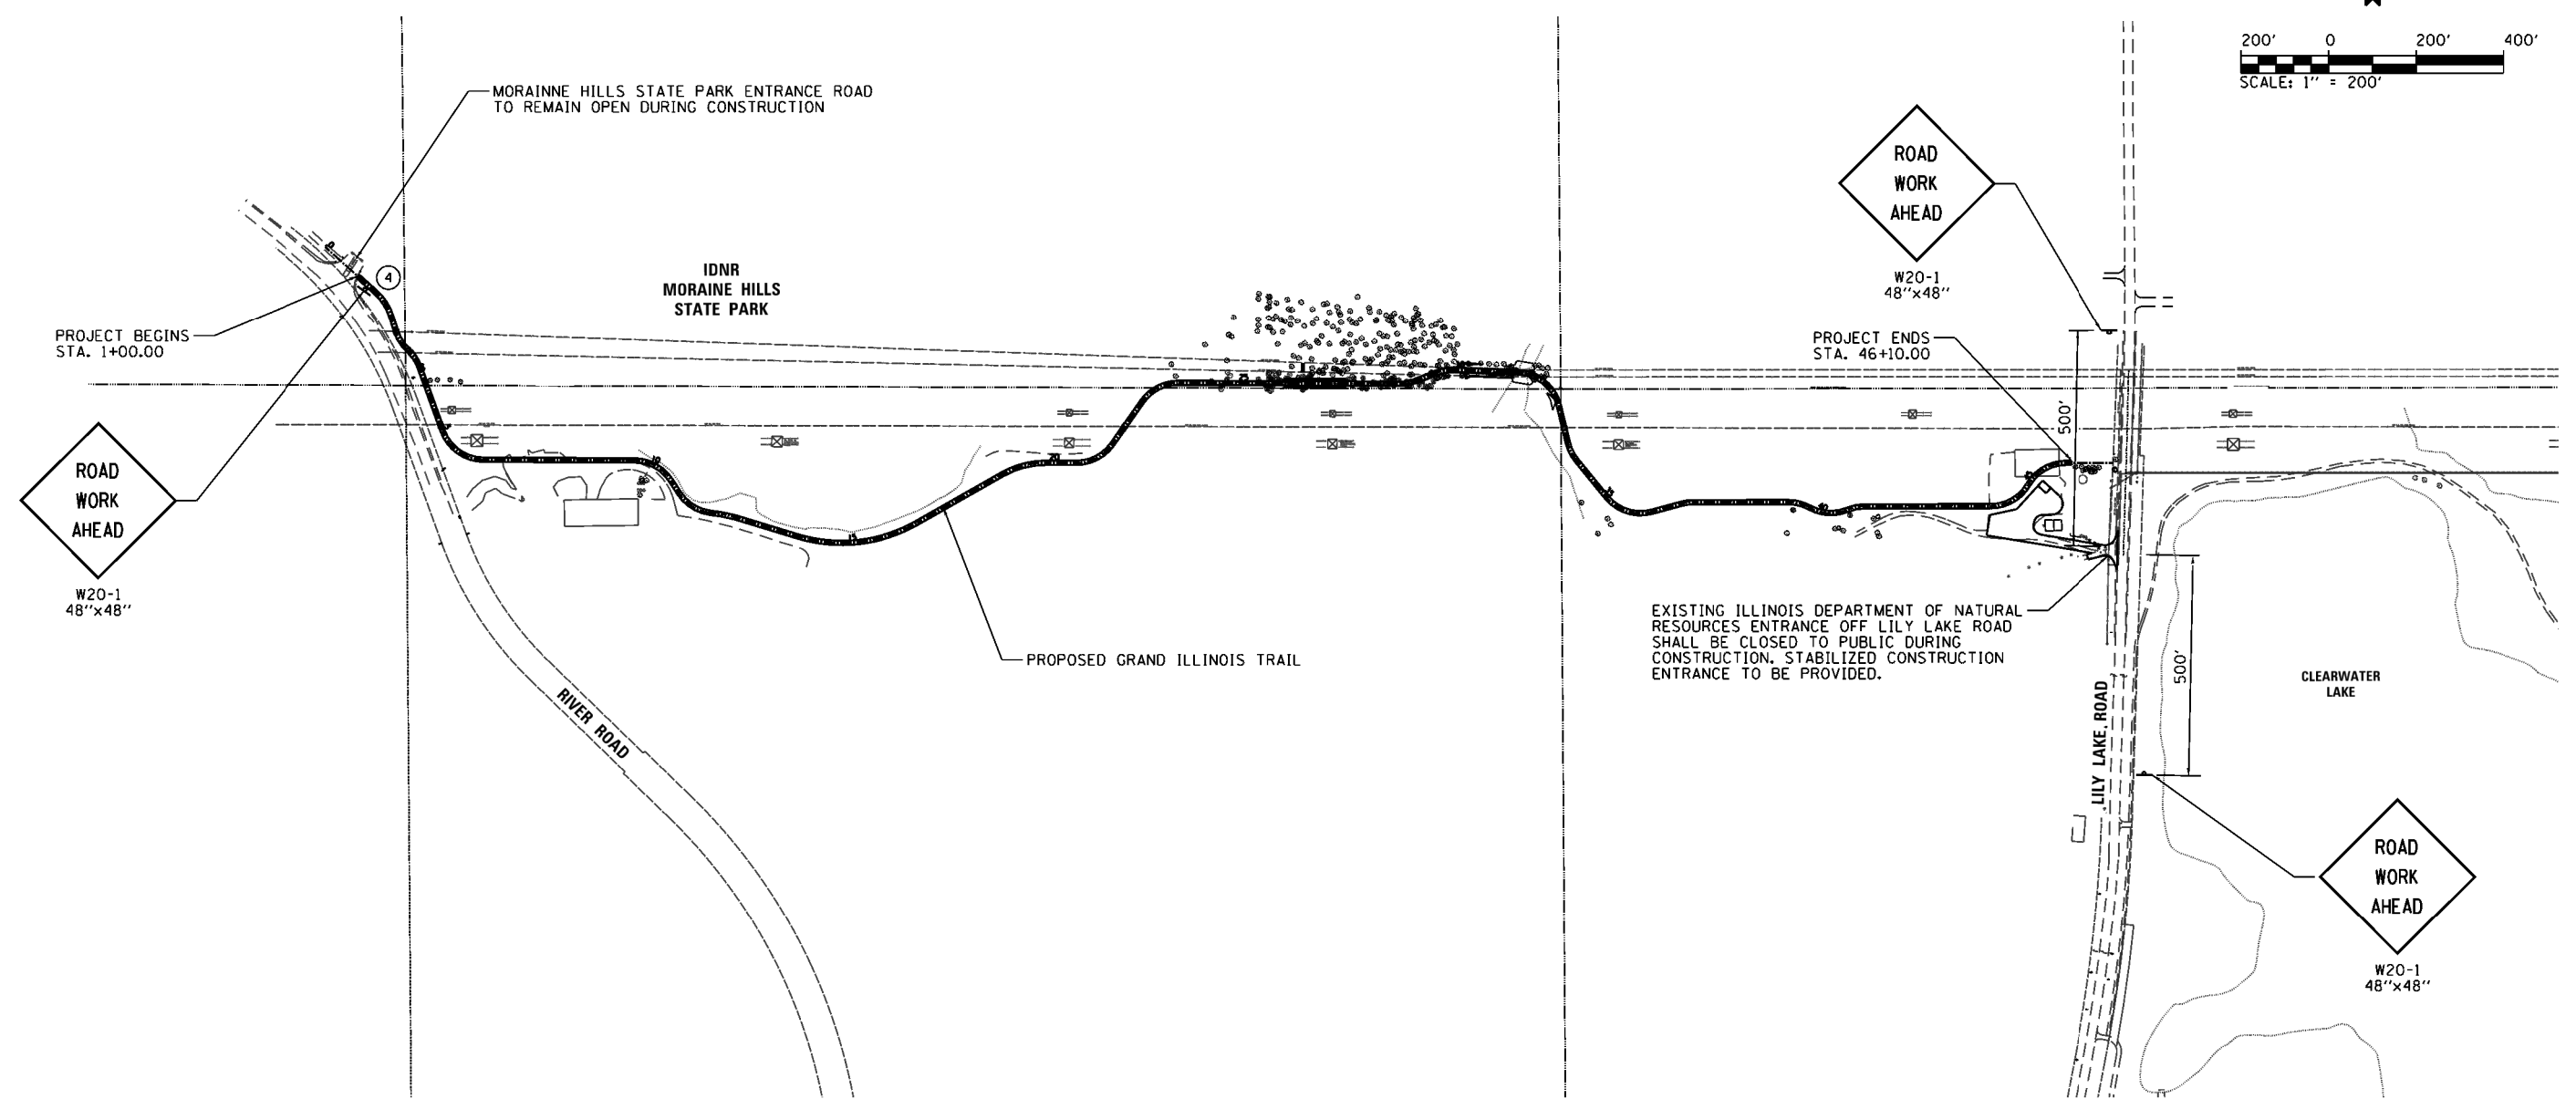 200' 0 200' 400'
SCALE: 1" = 200'
MORAINNE HILLS STATE PARK ENTRANCE ROAD
TO REMAIN OPEN DURING CONSTRUCTION
ROAD
WORK
AHEAD
W20-1
48"x48"
4
IDNR
MORAINE HILLS
STATE PARK
PROJECT BEGINS
STA. 1+00.00
PROJECT ENDS
STA. 46+10.00
500'
ROAD
WORK
AHEAD
W20-1
48"x48"
10
15
20
PROPOSED GRAND ILLINOIS TRAIL
EXISTING ILLINOIS DEPARTMENT OF NATURAL
RESOURCES ENTRANCE OFF LILY LAKE ROAD
SHALL BE CLOSED TO PUBLIC DURING
CONSTRUCTION. STABILIZED CONSTRUCTION
ENTRANCE TO BE PROVIDED.
RIVER ROAD
LILY LAKE ROAD
500'
CLEARWATER
LAKE
ROAD
WORK
AHEAD
W20-1
48"x48"